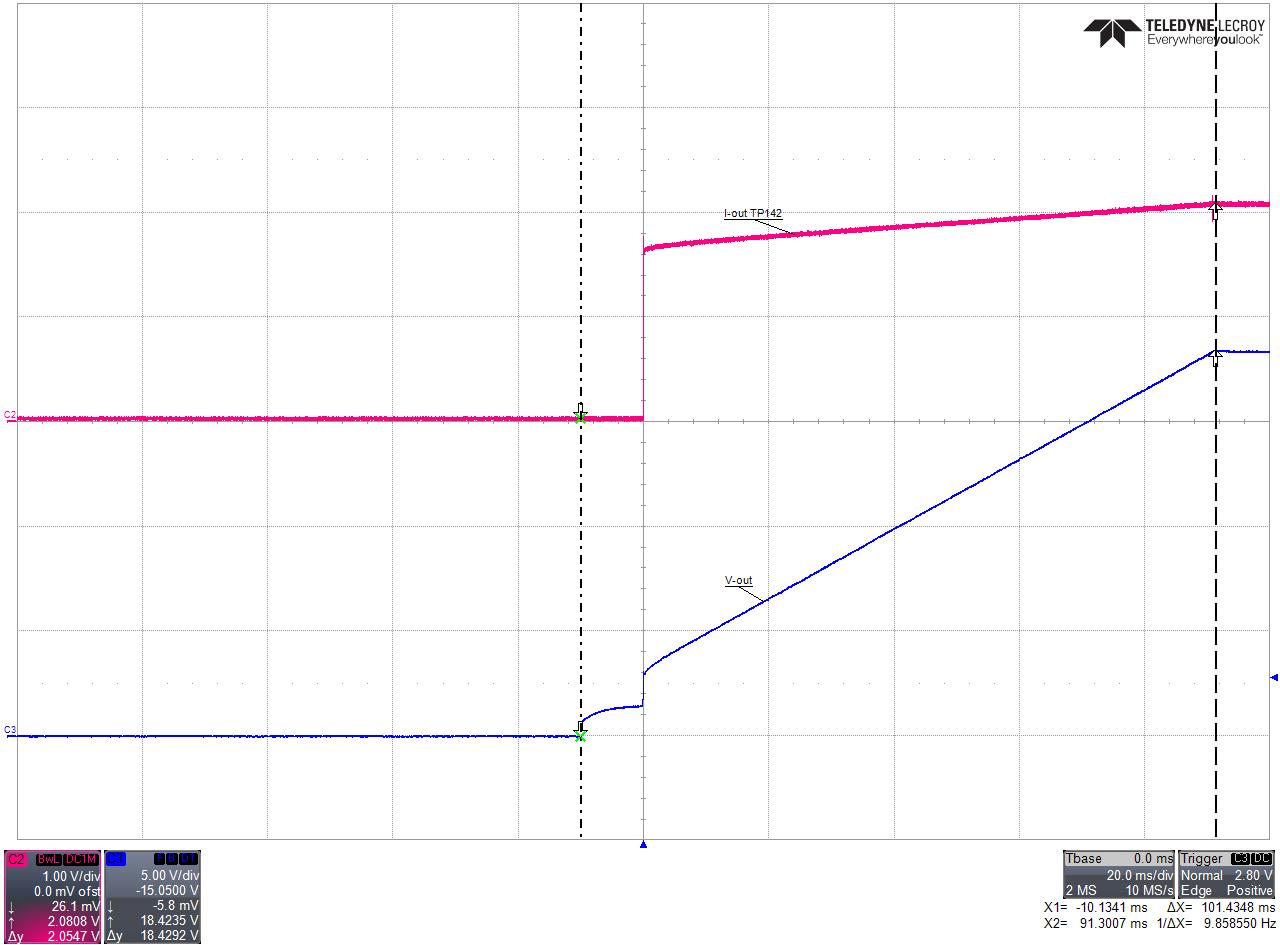 TELEDYNE LECROY
Everywhereyoulook™
I-out TP142
C2
V-out
C3
C2 BwL DC1M
1.00 V/div
0.0 mV ofst
↓ 26.1 mV
↑ 2.0808 V
Δy 2.0547 V
C3
5.00 V/div
-15.0500 V
↓ -5.8 mV
↑ 18.4235 V
Δy 18.4292 V
Tbase 0.0 ms
20.0 ms/div
2 MS 10 MS/s
Trigger C3 DC
Normal 2.80 V
Edge Positive
X1= -10.1341 ms ΔX= 101.4348 ms
X2= 91.3007 ms 1/ΔX= 9.858550 Hz